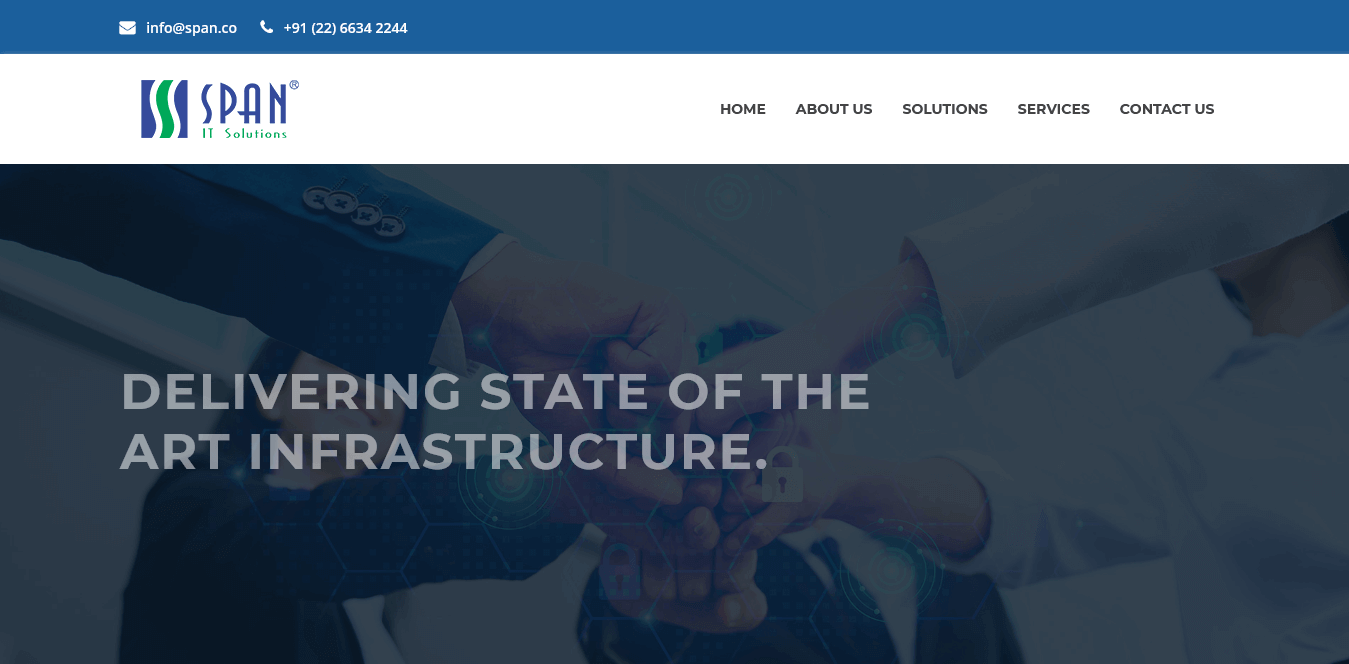 info@span.co +91 (22) 6634 2244
SPAN®
IT Solutions
HOME ABOUT US SOLUTIONS SERVICES CONTACT US
DELIVERING STATE OF THE
ART INFRASTRUCTURE.